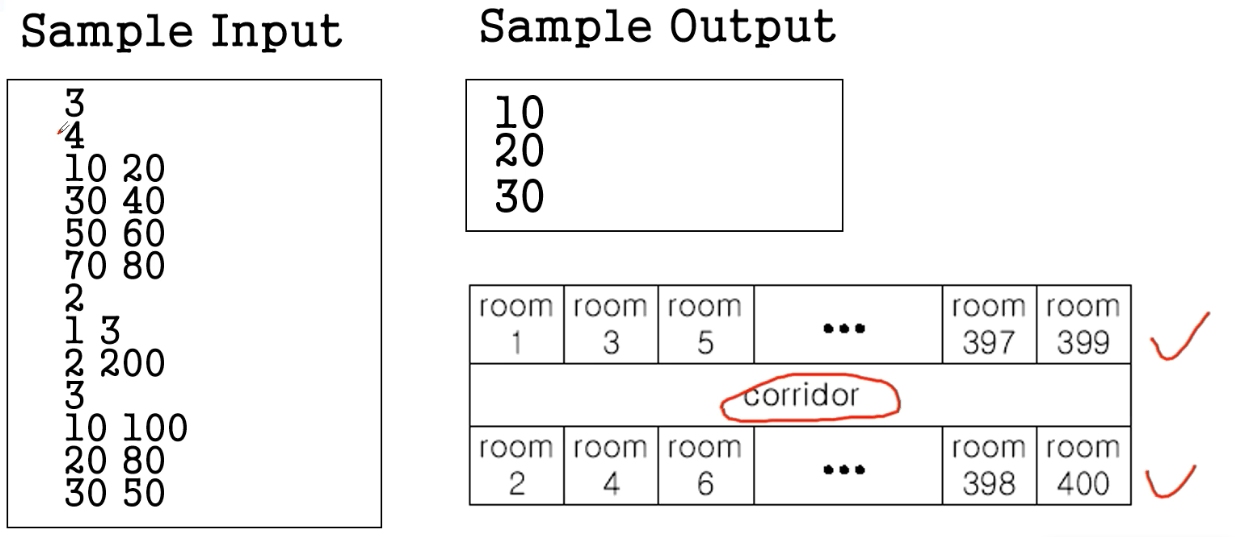 Sample Input
3
4
10 20
30 40
50 60
70 80
2
1 3
2 200
3
10 100
20 80
30 50
Sample Output
10
20
30
room room room ••• room room
1 3 5 397 399
corridor
room room room ••• room room
2 4 6 398 400